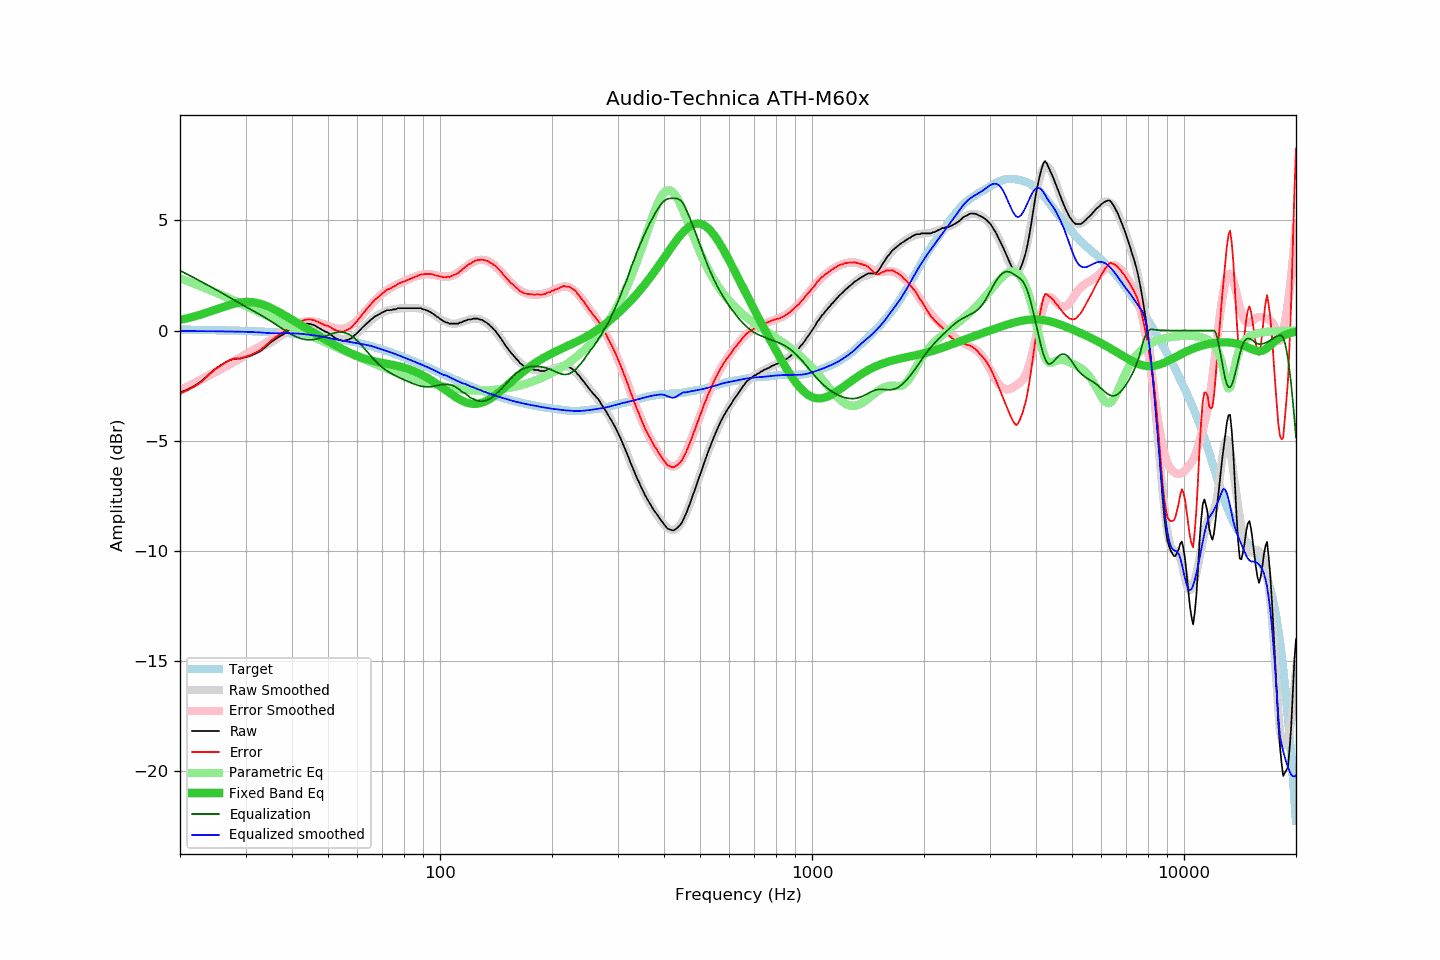 Audio-Technica ATH-M60x
Amplitude (dBr)
5
0
−5
−10
−15
−20
Target
Raw Smoothed
Error Smoothed
Raw
Error
Parametric Eq
Fixed Band Eq
Equalization
Equalized smoothed
100 1000 10000
Frequency (Hz)